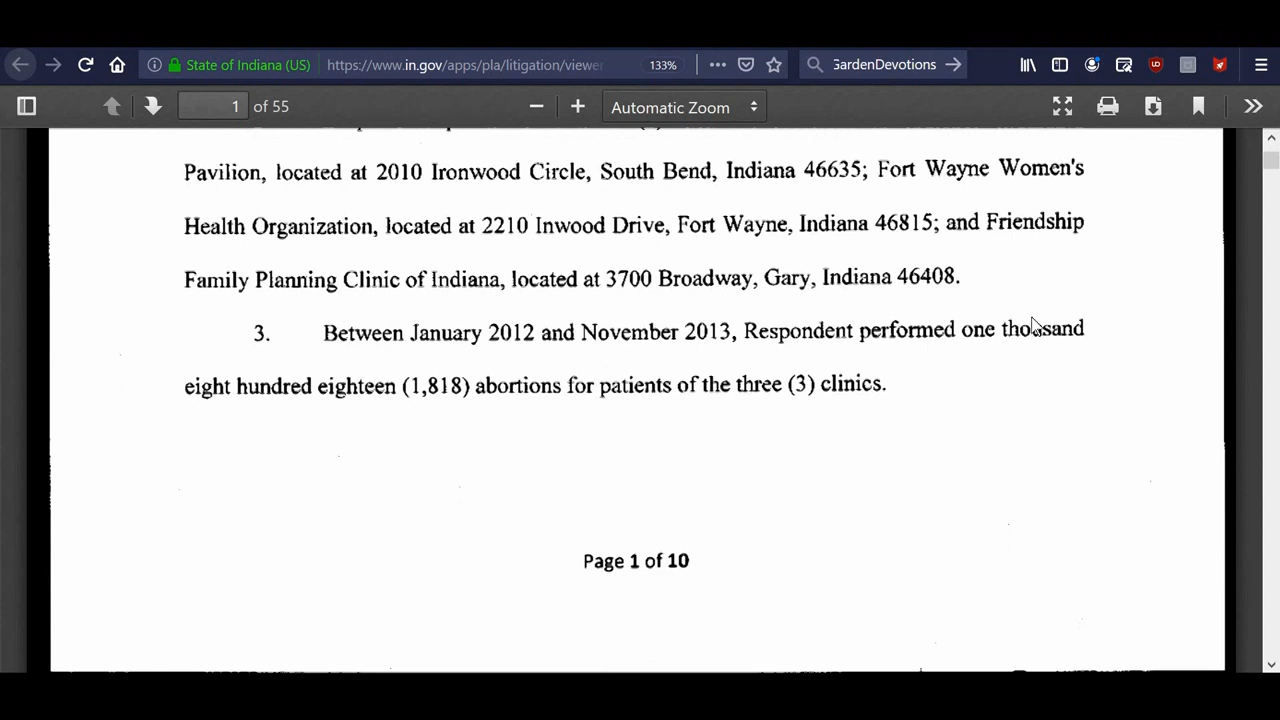 State of Indiana (US)
https://www.in.gov/apps/pla/litigation/viewer
133%
GardenDevotions
1 of 55
Automatic Zoom
Pavilion, located at 2010 Ironwood Circle, South Bend, Indiana 46635; Fort Wayne Women's
Health Organization, located at 2210 Inwood Drive, Fort Wayne, Indiana 46815; and Friendship
Family Planning Clinic of Indiana, located at 3700 Broadway, Gary, Indiana 46408.
3. Between January 2012 and November 2013, Respondent performed one thousand
eight hundred eighteen (1,818) abortions for patients of the three (3) clinics.
Page 1 of 10